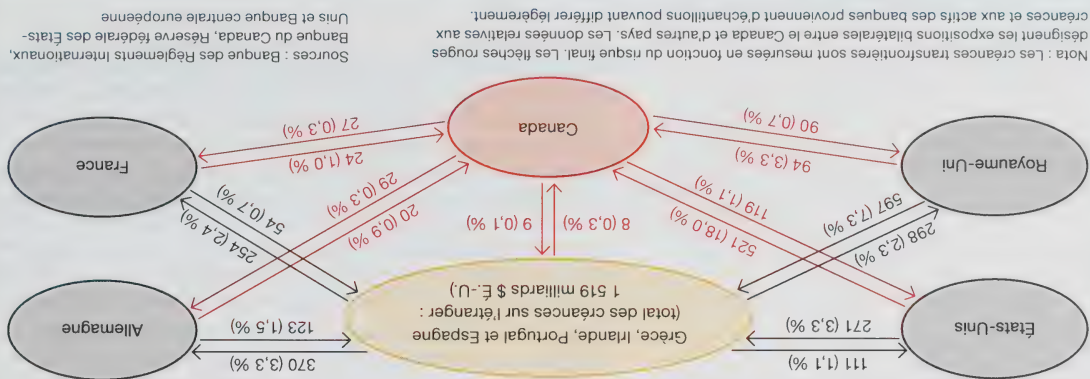 États-Unis
111 (1,1 %)
271 (3,3 %)
Grèce, Irlande, Portugal et Espagne
(total des créances sur l'étranger :
1 519 milliards $ É.-U.)
370 (3,3 %)
123 (1,5 %)
Allemagne
298 (2,3 %)
597 (7,3 %)
521 (18,0 %)
119 (1,1 %)
8 (0,3 %)
9 (0,1 %)
20 (0,9 %)
29 (0,3 %)
254 (2,4 %)
54 (0,7 %)
Royaume-Uni
94 (3,3 %)
90 (0,7 %)
Canada
24 (1,0 %)
27 (0,3 %)
France
Nota : Les créances transfrontières sont mesurées en fonction du risque final. Les flèches rouges
désignent les expositions bilatérales entre le Canada et d'autres pays. Les données relatives aux
créances et aux actifs des banques proviennent d'échantillons pouvant différer légèrement.
Sources : Banque des Règlements Internationaux,
Banque du Canada, Réserve fédérale des États-
Unis et Banque centrale européenne